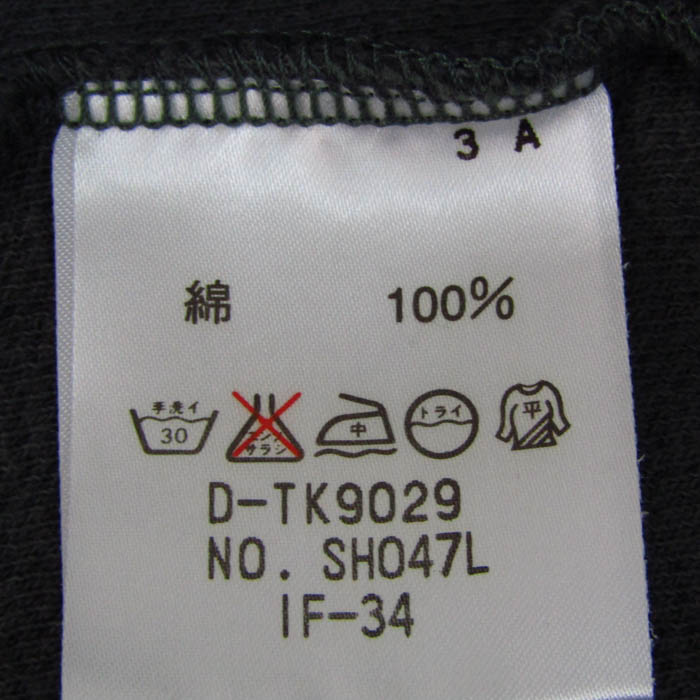 3 A
綿 100%
手洗イ
30
エンソ
サラシ
中
ドライ
平
D-TK9029
NO. SH047L
IF-34